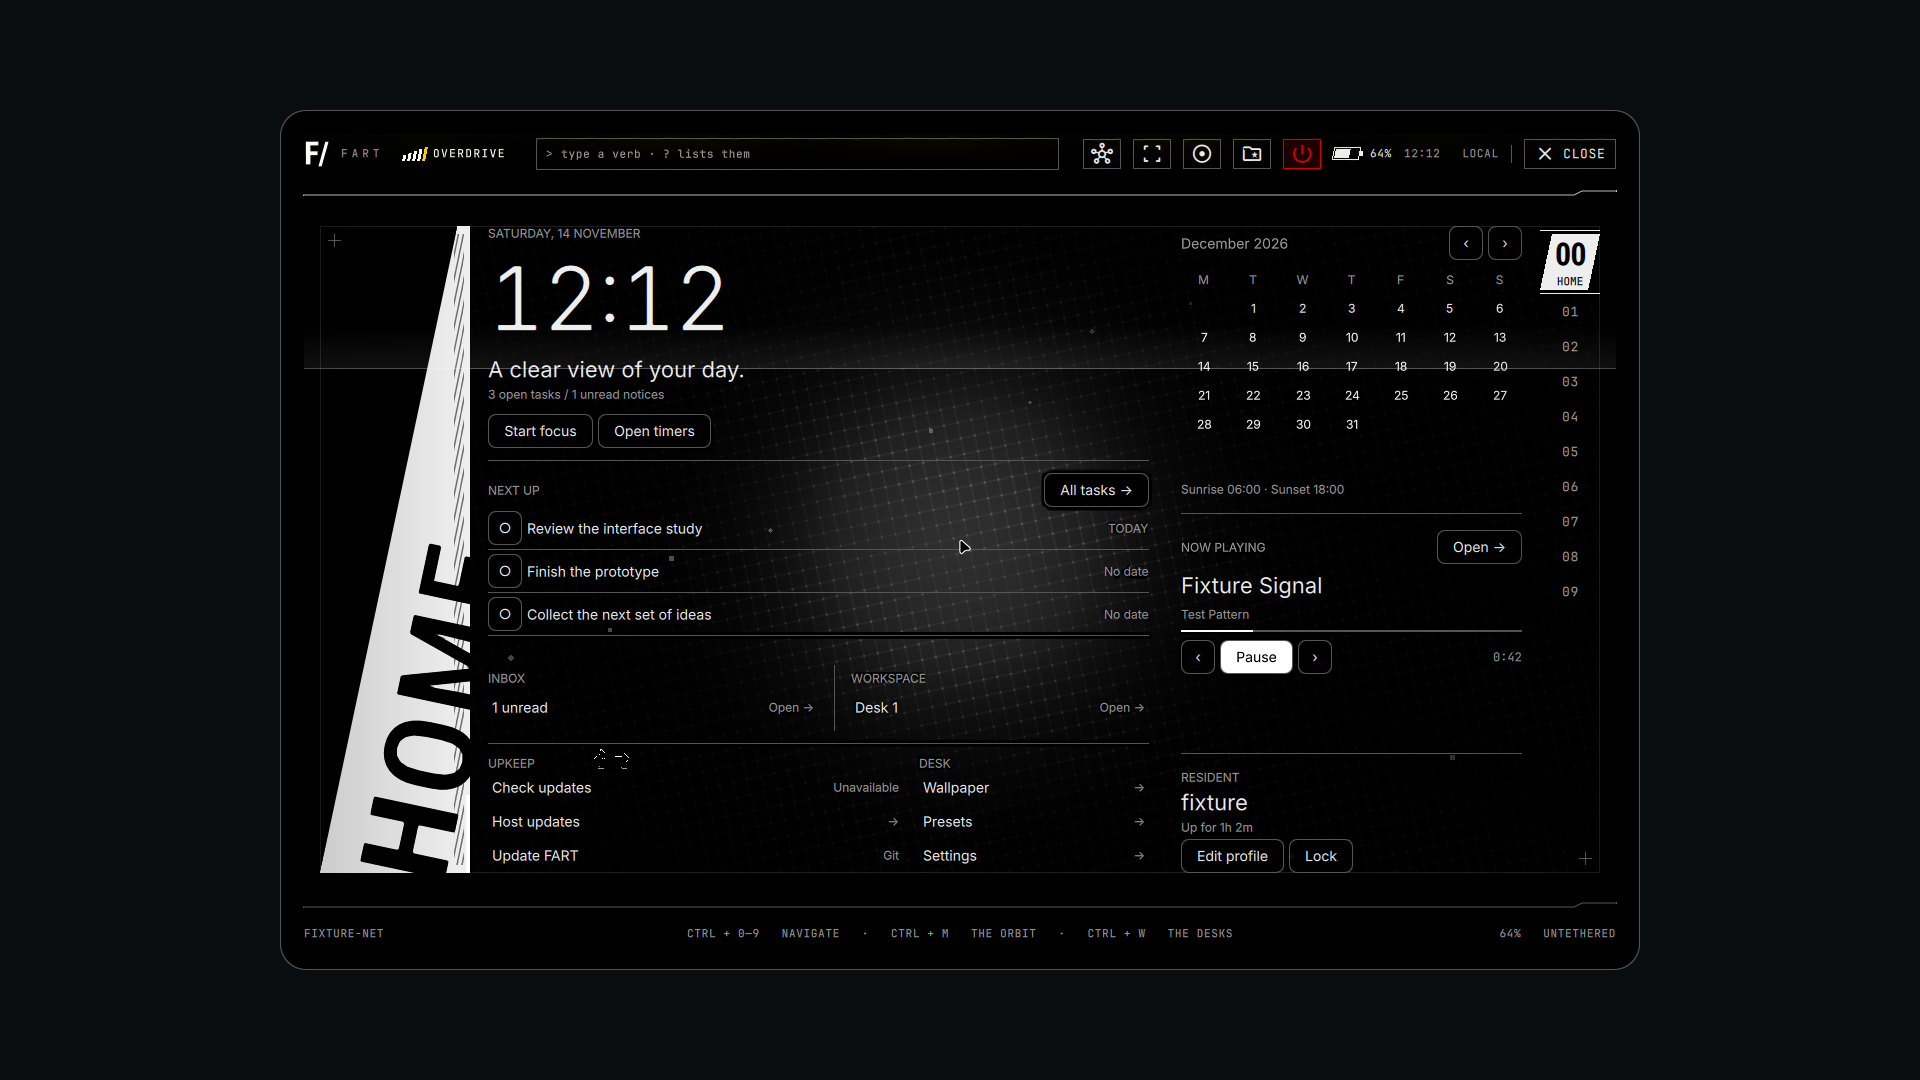 F/ FART OVERDRIVE > type a verb · ? lists them 64% 12:12 LOCAL CLOSE
HOME
SATURDAY, 14 NOVEMBER
12:12
A clear view of your day.
3 open tasks / 1 unread notices
Start focus Open timers
NEXT UP All tasks →
Review the interface study TODAY
Finish the prototype No date
Collect the next set of ideas No date
INBOX
1 unread Open →
WORKSPACE
Desk 1 Open →
UPKEEP
Check updates Unavailable
Host updates →
Update FART Git
DESK
Wallpaper →
Presets →
Settings →
December 2026 ‹ ›
M T W T F S S
1 2 3 4 5 6
7 8 9 10 11 12 13
14 15 16 17 18 19 20
21 22 23 24 25 26 27
28 29 30 31
Sunrise 06:00 · Sunset 18:00
NOW PLAYING Open →
Fixture Signal
Test Pattern
‹ Pause › 0:42
RESIDENT
fixture
Up for 1h 2m
Edit profile Lock
00
HOME
01
02
03
04
05
06
07
08
09
FIXTURE-NET CTRL + 0–9 NAVIGATE · CTRL + M THE ORBIT · CTRL + W THE DESKS 64% UNTETHERED